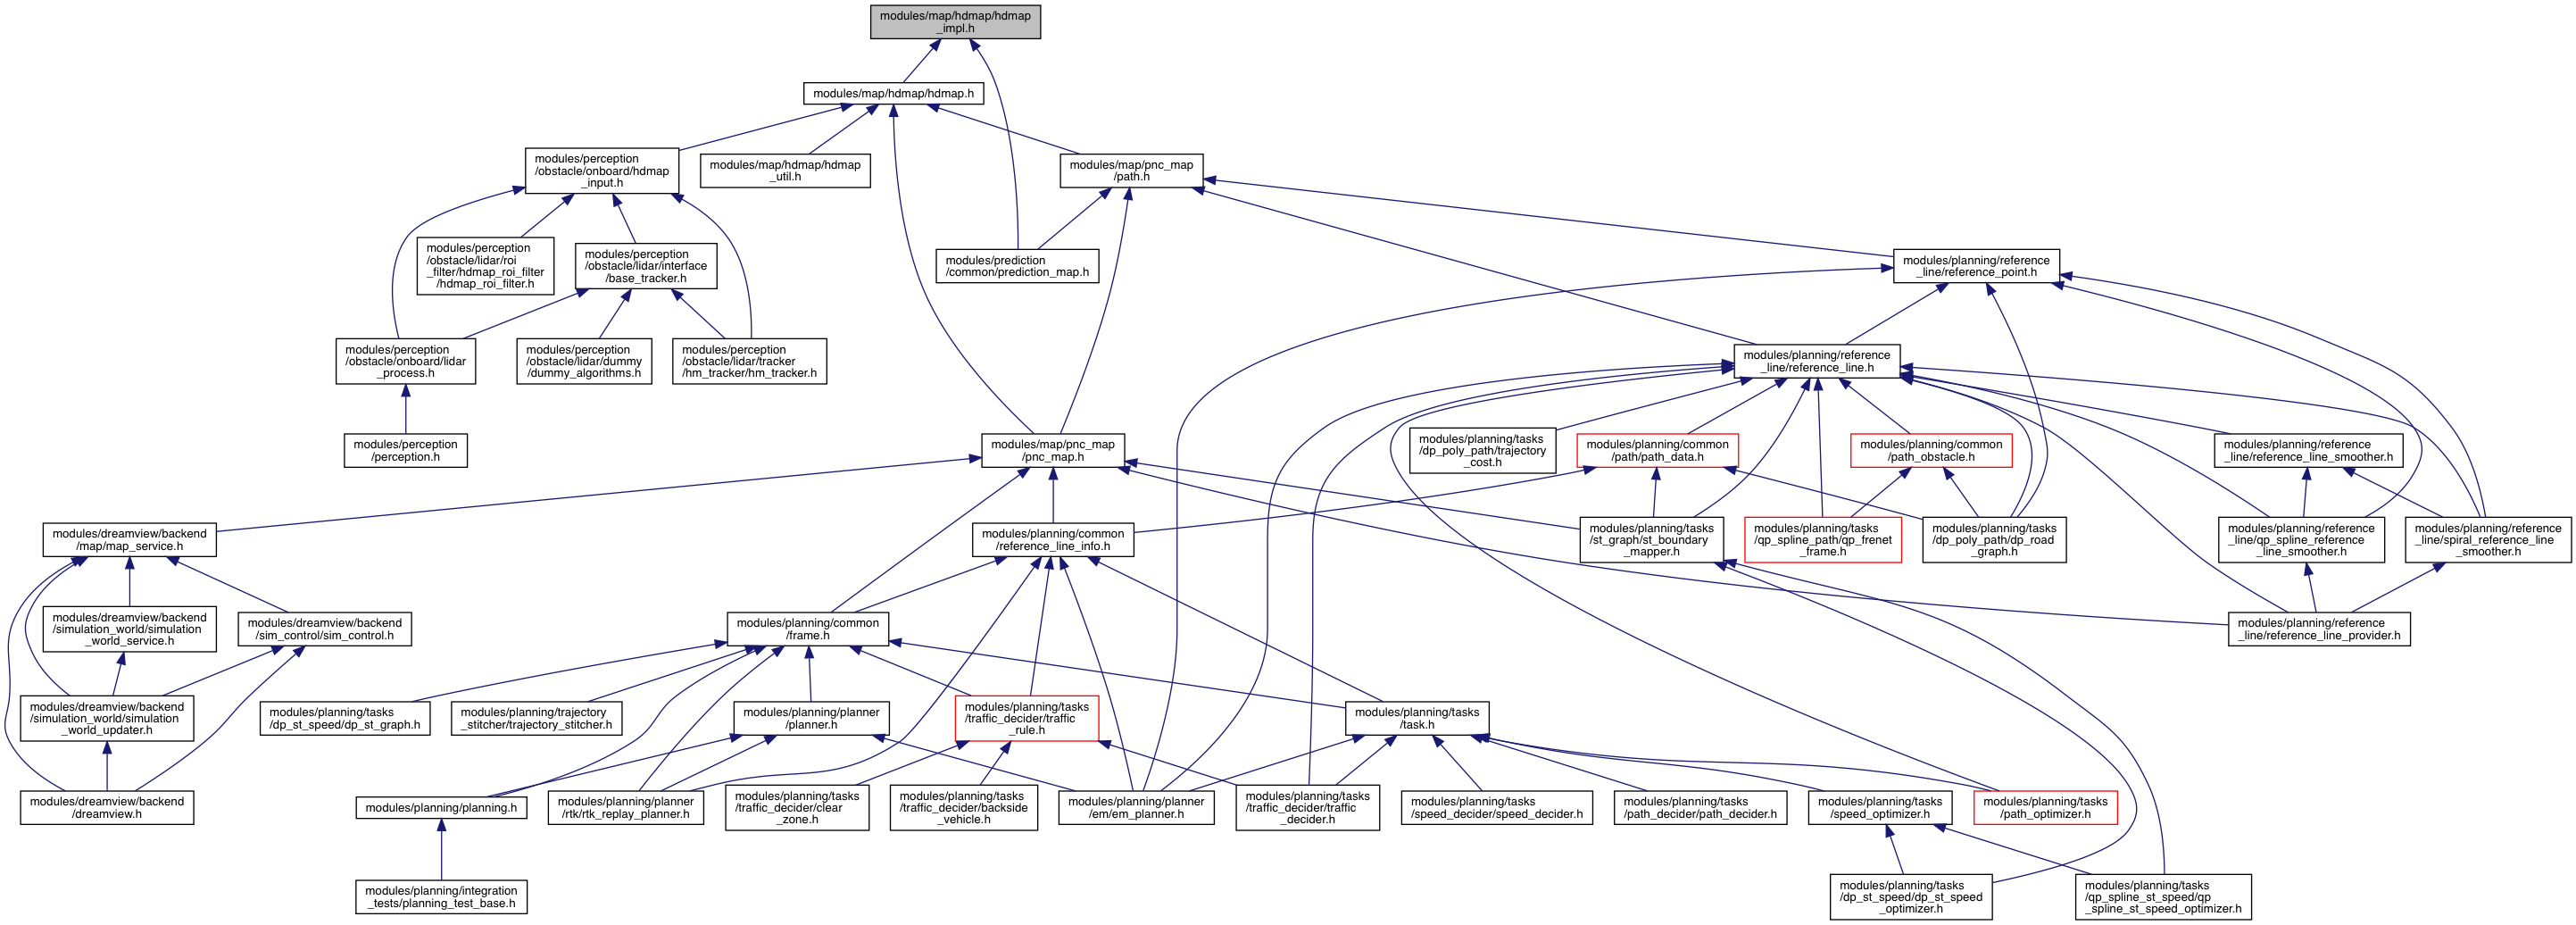 modules/map/hdmap/hdmap
_impl.h
modules/map/hdmap/hdmap.h
modules/perception
/obstacle/onboard/hdmap
_input.h
modules/map/hdmap/hdmap
_util.h
modules/map/pnc_map
/path.h
modules/perception
/obstacle/lidar/roi
_filter/hdmap_roi_filter
/hdmap_roi_filter.h
modules/perception
/obstacle/lidar/interface
/base_tracker.h
modules/prediction
/common/prediction_map.h
modules/planning/reference
_line/reference_point.h
modules/perception
/obstacle/onboard/lidar
_process.h
modules/perception
/obstacle/lidar/dummy
/dummy_algorithms.h
modules/perception
/obstacle/lidar/tracker
/hm_tracker/hm_tracker.h
modules/planning/reference
_line/reference_line.h
modules/perception
/perception.h
modules/map/pnc_map
/pnc_map.h
modules/planning/tasks
/dp_poly_path/trajectory
_cost.h
modules/planning/common
/path/path_data.h
modules/planning/common
/path_obstacle.h
modules/planning/reference
_line/reference_line_smoother.h
modules/dreamview/backend
/map/map_service.h
modules/planning/common
/reference_line_info.h
modules/planning/tasks
/st_graph/st_boundary
_mapper.h
modules/planning/tasks
/qp_spline_path/qp_frenet
_frame.h
modules/planning/tasks
/dp_poly_path/dp_road
_graph.h
modules/planning/reference
_line/qp_spline_reference
_line_smoother.h
modules/planning/reference
_line/spiral_reference_line
_smoother.h
modules/dreamview/backend
/simulation_world/simulation
_world_service.h
modules/dreamview/backend
/sim_control/sim_control.h
modules/planning/common
/frame.h
modules/planning/reference
_line/reference_line_provider.h
modules/dreamview/backend
/simulation_world/simulation
_world_updater.h
modules/planning/tasks
/dp_st_speed/dp_st_graph.h
modules/planning/trajectory
_stitcher/trajectory_stitcher.h
modules/planning/planner
/planner.h
modules/planning/tasks
/traffic_decider/traffic
_rule.h
modules/planning/tasks
/task.h
modules/dreamview/backend
/dreamview.h
modules/planning/planning.h
modules/planning/planner
/rtk/rtk_replay_planner.h
modules/planning/tasks
/traffic_decider/clear
_zone.h
modules/planning/tasks
/traffic_decider/backside
_vehicle.h
modules/planning/planner
/em/em_planner.h
modules/planning/tasks
/traffic_decider/traffic
_decider.h
modules/planning/tasks
/speed_decider/speed_decider.h
modules/planning/tasks
/path_decider/path_decider.h
modules/planning/tasks
/speed_optimizer.h
modules/planning/tasks
/path_optimizer.h
modules/planning/integration
_tests/planning_test_base.h
modules/planning/tasks
/dp_st_speed/dp_st_speed
_optimizer.h
modules/planning/tasks
/qp_spline_st_speed/qp
_spline_st_speed_optimizer.h